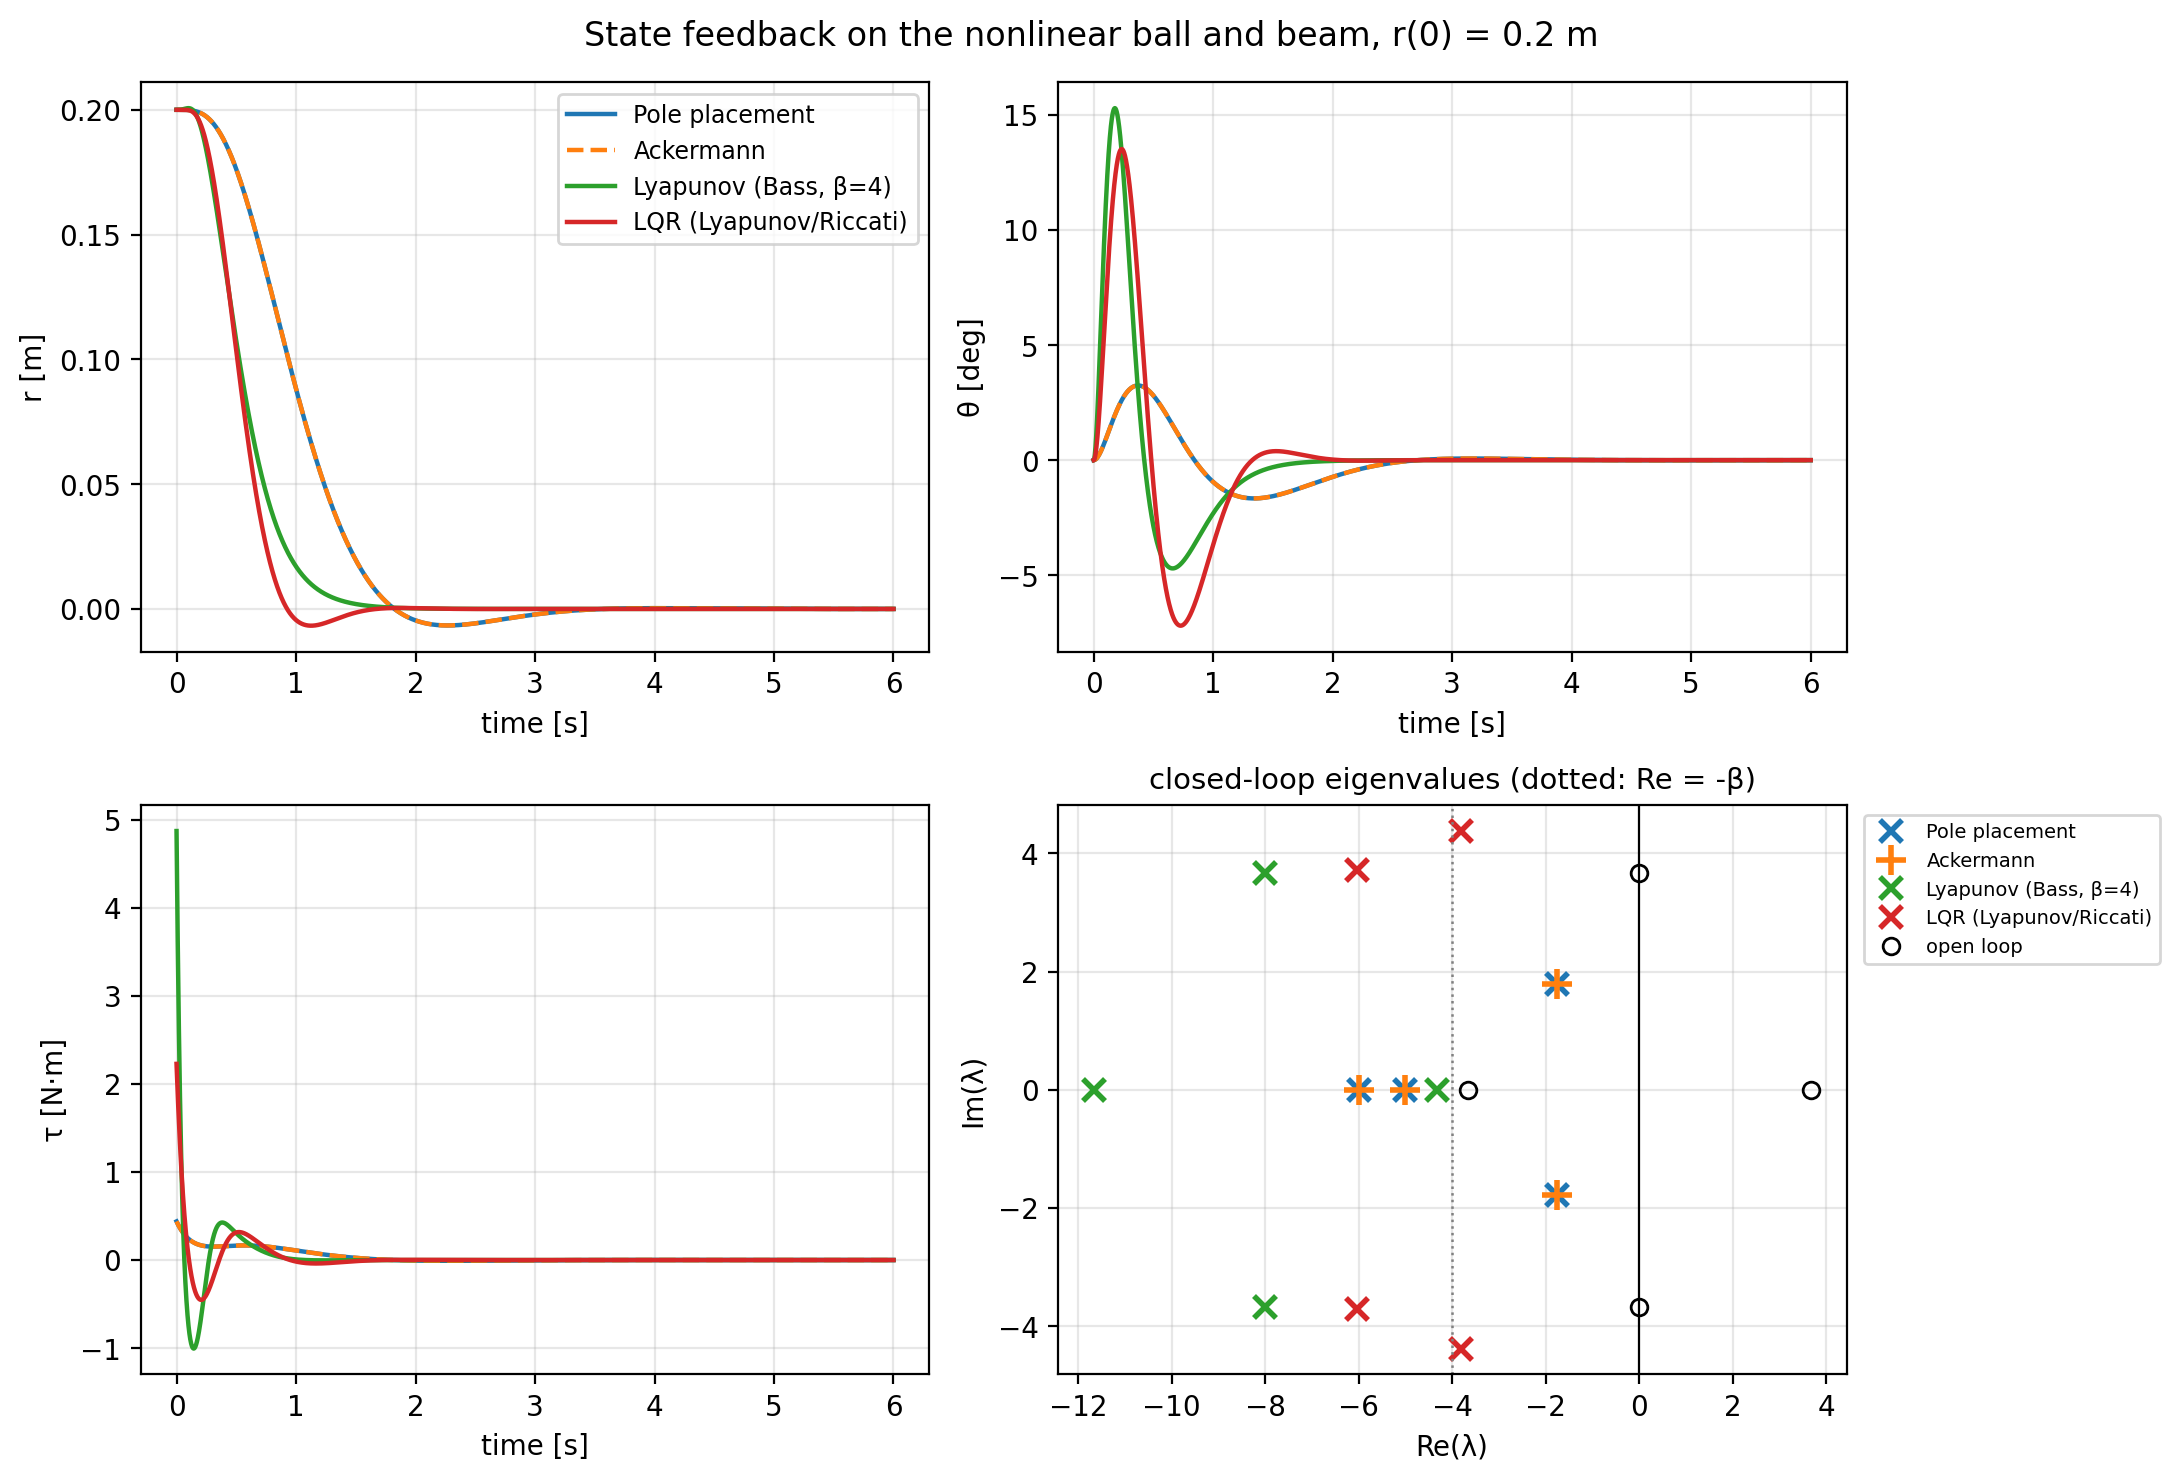 State feedback on the nonlinear ball and beam, r(0) = 0.2 m
r [m]
0.20
0.15
0.10
0.05
0.00
Pole placement
Ackermann
Lyapunov (Bass, β=4)
LQR (Lyapunov/Riccati)
0 1 2 3 4 5 6
time [s]
θ [deg]
15
10
5
0
−5
0 1 2 3 4 5 6
time [s]
τ [N·m]
5
4
3
2
1
0
−1
0 1 2 3 4 5 6
time [s]
closed-loop eigenvalues (dotted: Re = -β)
Im(λ)
4
2
0
−2
−4
−12 −10 −8 −6 −4 −2 0 2 4
Re(λ)
Pole placement
Ackermann
Lyapunov (Bass, β=4)
LQR (Lyapunov/Riccati)
open loop